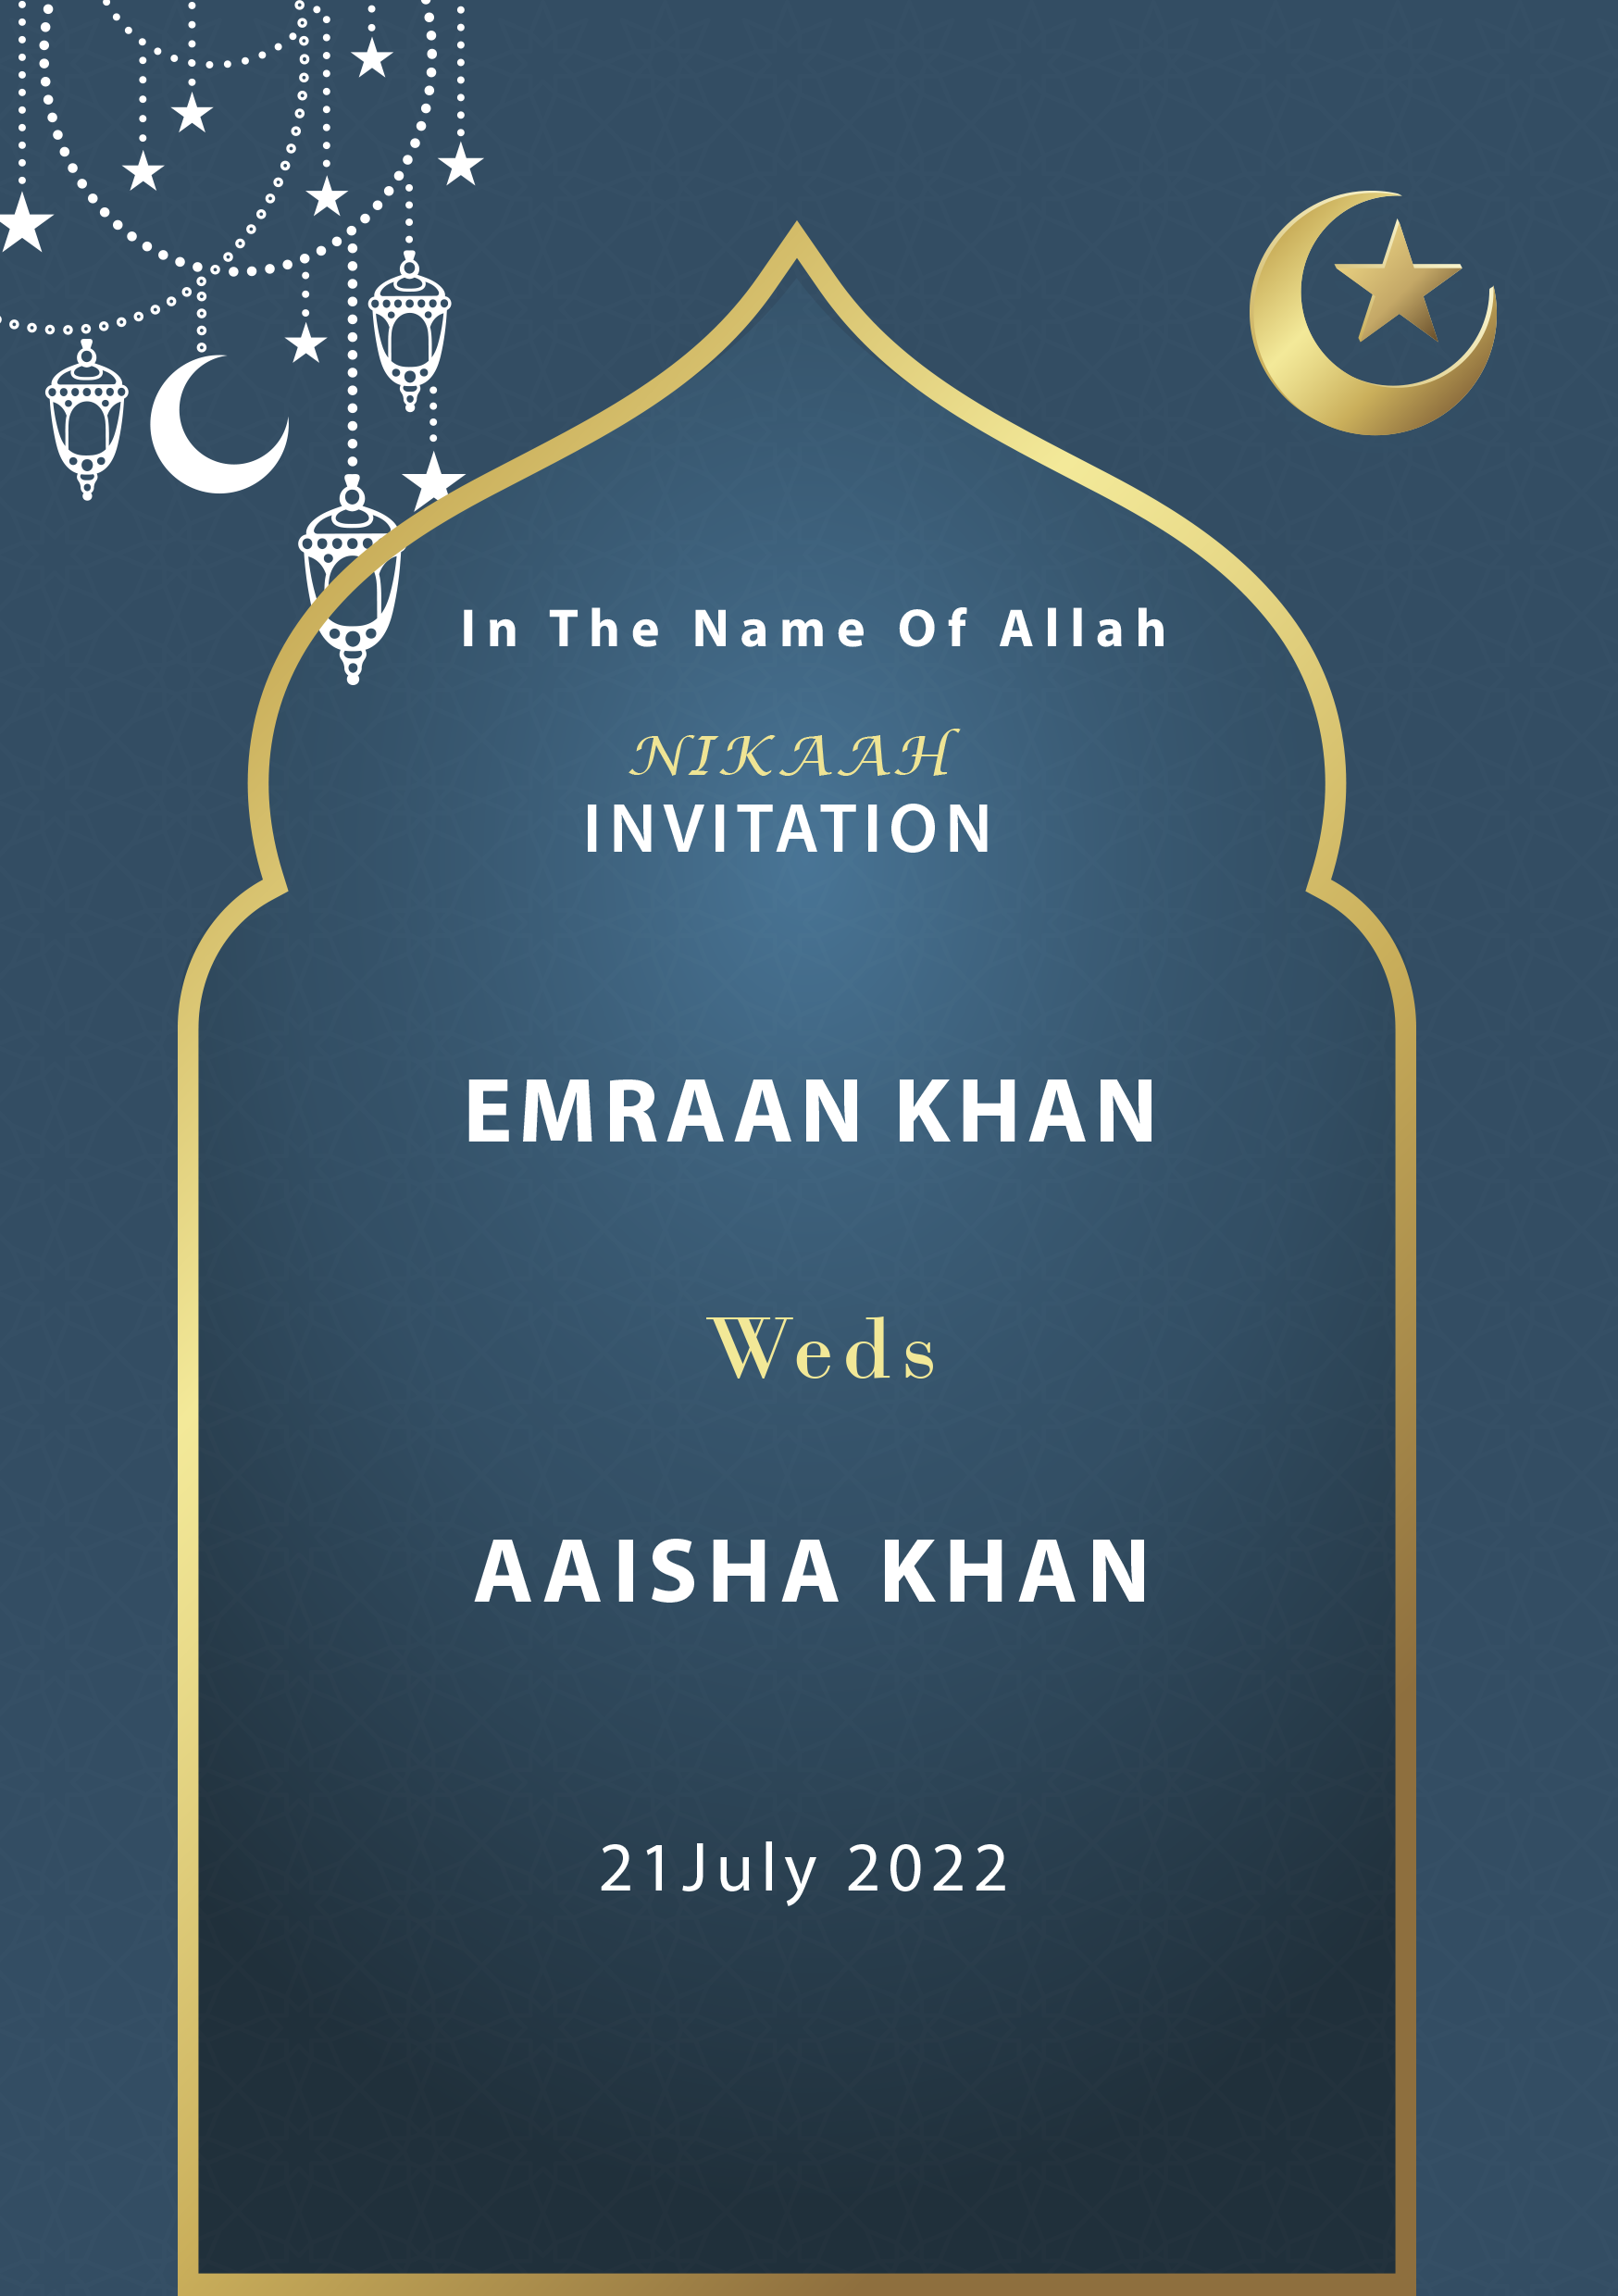 In The Name Of Allah
NIKAAH
INVITATION
EMRAAN KHAN
Weds
AAISHA KHAN
21July 2022